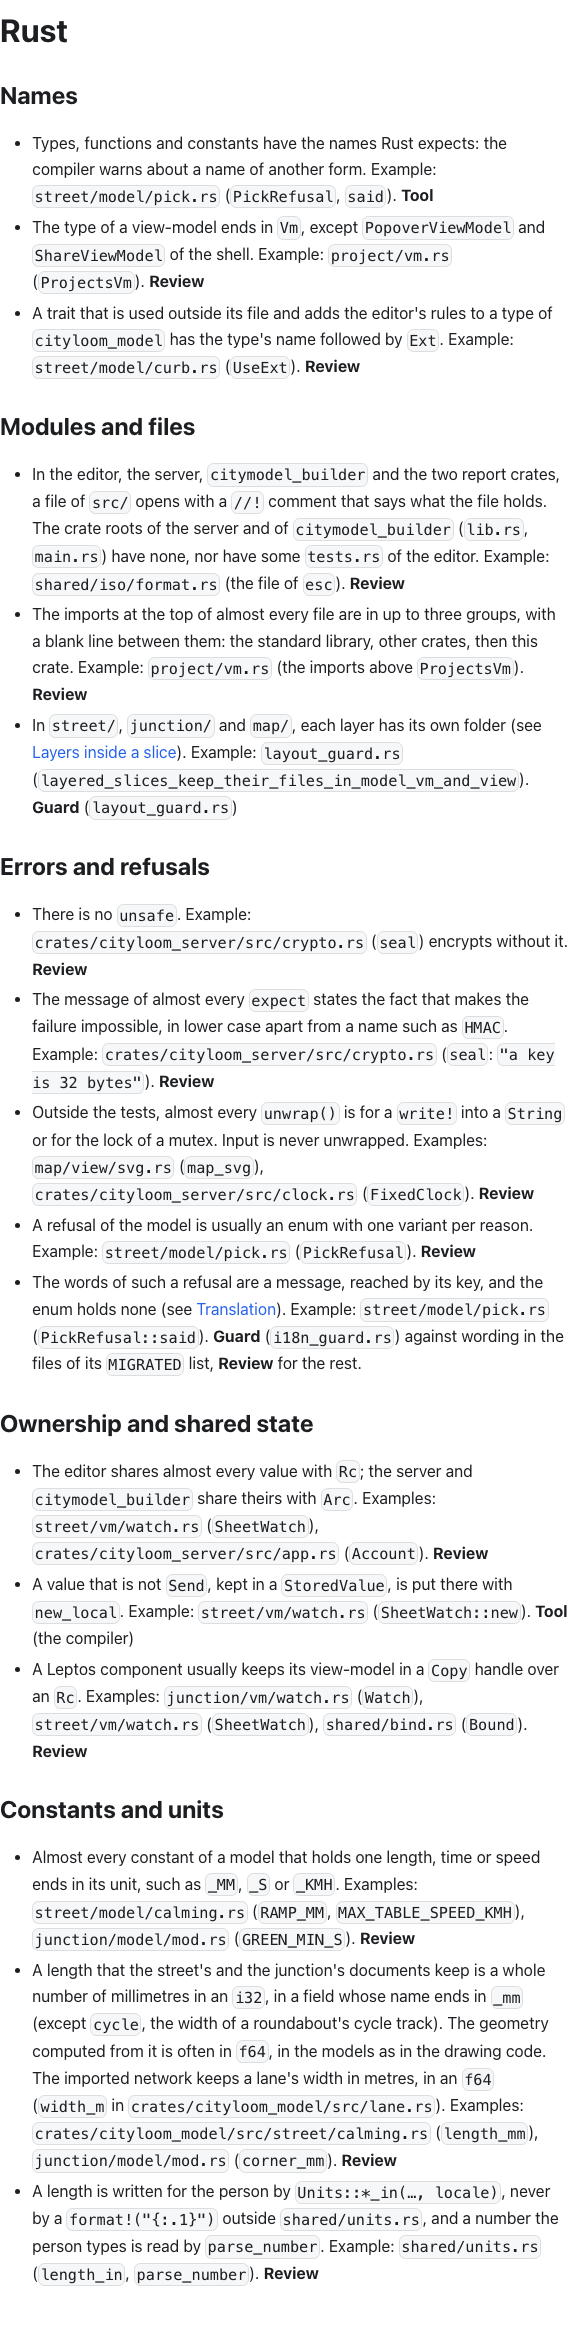 Rust
Names
• Types, functions and constants have the names Rust expects: the
compiler warns about a name of another form. Example:
street/model/pick.rs (PickRefusal, said). Tool
• The type of a view-model ends in Vm, except PopoverViewModel and
ShareViewModel of the shell. Example: project/vm.rs
(ProjectsVm). Review
• A trait that is used outside its file and adds the editor's rules to a type of
cityloom_model has the type's name followed by Ext. Example:
street/model/curb.rs (UseExt). Review
Modules and files
• In the editor, the server, citymodel_builder and the two report crates,
a file of src/ opens with a //! comment that says what the file holds.
The crate roots of the server and of citymodel_builder (lib.rs,
main.rs) have none, nor have some tests.rs of the editor. Example:
shared/iso/format.rs (the file of esc). Review
• The imports at the top of almost every file are in up to three groups, with
a blank line between them: the standard library, other crates, then this
crate. Example: project/vm.rs (the imports above ProjectsVm).
Review
• In street/, junction/ and map/, each layer has its own folder (see
Layers inside a slice). Example: layout_guard.rs
(layered_slices_keep_their_files_in_model_vm_and_view).
Guard (layout_guard.rs)
Errors and refusals
• There is no unsafe. Example:
crates/cityloom_server/src/crypto.rs (seal) encrypts without it.
Review
• The message of almost every expect states the fact that makes the
failure impossible, in lower case apart from a name such as HMAC.
Example: crates/cityloom_server/src/crypto.rs (seal: "a key
is 32 bytes"). Review
• Outside the tests, almost every unwrap() is for a write! into a String
or for the lock of a mutex. Input is never unwrapped. Examples:
map/view/svg.rs (map_svg),
crates/cityloom_server/src/clock.rs (FixedClock). Review
• A refusal of the model is usually an enum with one variant per reason.
Example: street/model/pick.rs (PickRefusal). Review
• The words of such a refusal are a message, reached by its key, and the
enum holds none (see Translation). Example: street/model/pick.rs
(PickRefusal::said). Guard (i18n_guard.rs) against wording in the
files of its MIGRATED list, Review for the rest.
Ownership and shared state
• The editor shares almost every value with Rc; the server and
citymodel_builder share theirs with Arc. Examples:
street/vm/watch.rs (SheetWatch),
crates/cityloom_server/src/app.rs (Account). Review
• A value that is not Send, kept in a StoredValue, is put there with
new_local. Example: street/vm/watch.rs (SheetWatch::new). Tool
(the compiler)
• A Leptos component usually keeps its view-model in a Copy handle over
an Rc. Examples: junction/vm/watch.rs (Watch),
street/vm/watch.rs (SheetWatch), shared/bind.rs (Bound).
Review
Constants and units
• Almost every constant of a model that holds one length, time or speed
ends in its unit, such as _MM, _S or _KMH. Examples:
street/model/calming.rs (RAMP_MM, MAX_TABLE_SPEED_KMH),
junction/model/mod.rs (GREEN_MIN_S). Review
• A length that the street's and the junction's documents keep is a whole
number of millimetres in an i32, in a field whose name ends in _mm
(except cycle, the width of a roundabout's cycle track). The geometry
computed from it is often in f64, in the models as in the drawing code.
The imported network keeps a lane's width in metres, in an f64
(width_m in crates/cityloom_model/src/lane.rs). Examples:
crates/cityloom_model/src/street/calming.rs (length_mm),
junction/model/mod.rs (corner_mm). Review
• A length is written for the person by Units::*_in(…, locale), never
by a format!("{:.1}") outside shared/units.rs, and a number the
person types is read by parse_number. Example: shared/units.rs
(length_in, parse_number). Review